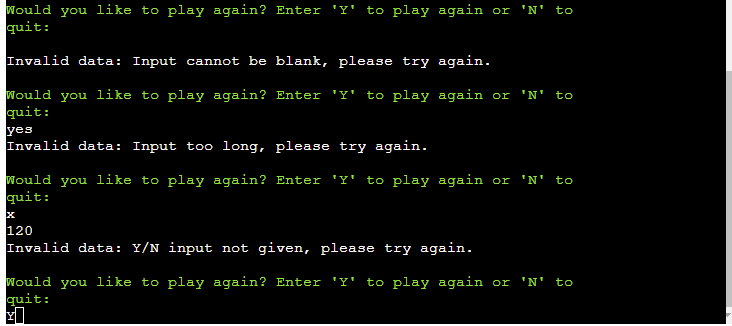 Would you like to play again? Enter 'Y' to play again or 'N' to
quit:
Invalid data: Input cannot be blank, please try again.
Would you like to play again? Enter 'Y' to play again or 'N' to
quit:
yes
Invalid data: Input too long, please try again.
Would you like to play again? Enter 'Y' to play again or 'N' to
quit:
x
120
Invalid data: Y/N input not given, please try again.
Would you like to play again? Enter 'Y' to play again or 'N' to
quit:
Y